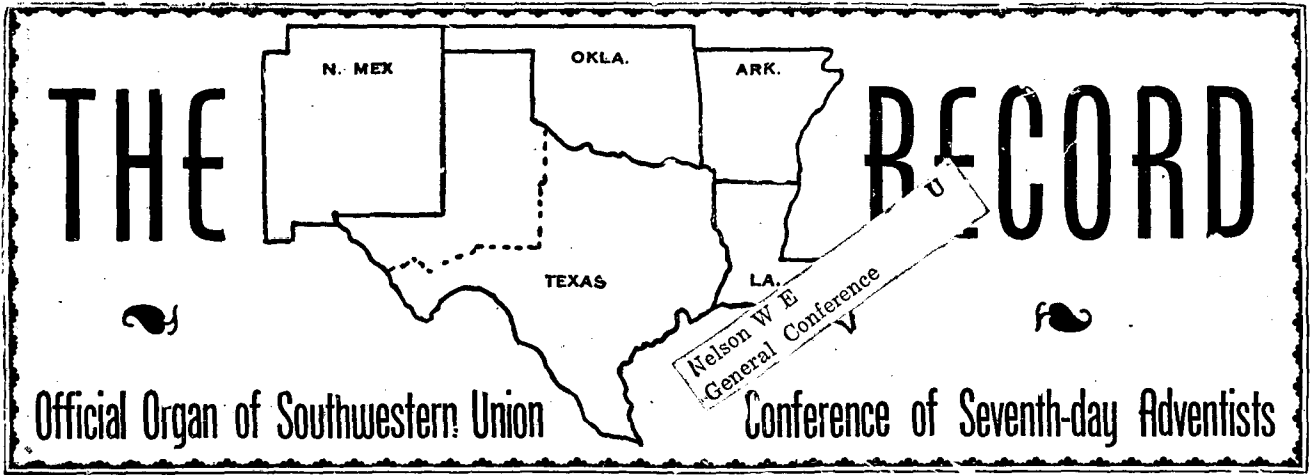 THE RECORD
N. MEX
OKLA.
ARK.
TEXAS
LA.
Nelson W E U
General Conference
Official Organ of Southwestern Union Conference of Seventh-day Adventists